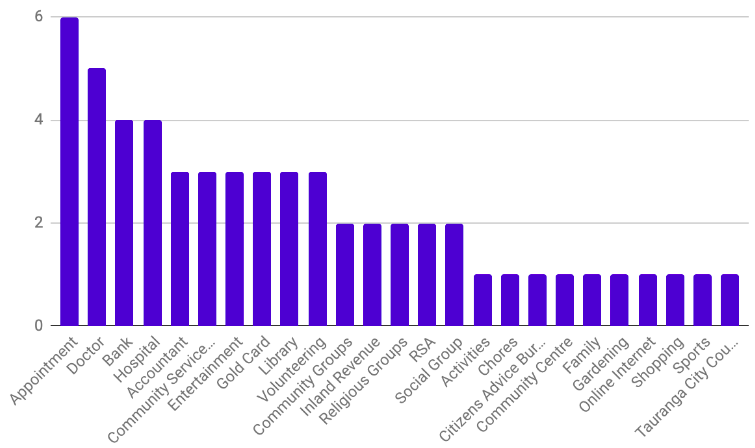 6
4
2
0
Appointment
Doctor
Bank
Hospital
Accountant
Community Service...
Entertainment
Gold Card
Library
Volunteering
Community Groups
Inland Revenue
Religious Groups
RSA
Social Group
Activities
Chores
Citizens Advice Bur...
Community Centre
Family
Gardening
Online Internet
Shopping
Sports
Tauranga City Cou...